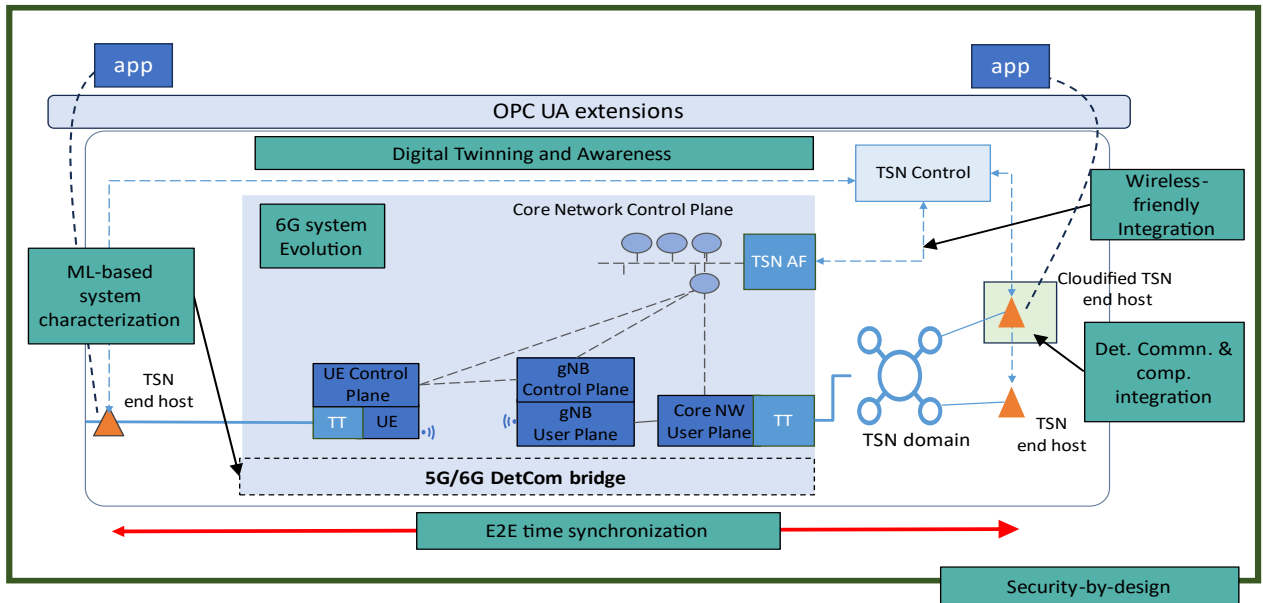 app
app
OPC UA extensions
Digital Twinning and Awareness
TSN Control
Wireless-
friendly
Integration
6G system
Evolution
Core Network Control Plane
TSN AF
ML-based
system
characterization
Cloudified TSN
end host
Det. Commn. &
comp.
integration
TSN
end host
UE Control
Plane
TT
UE
gNB
Control Plane
gNB
User Plane
Core NW
User Plane
TT
TSN domain
TSN
end host
5G/6G DetCom bridge
E2E time synchronization
Security-by-design